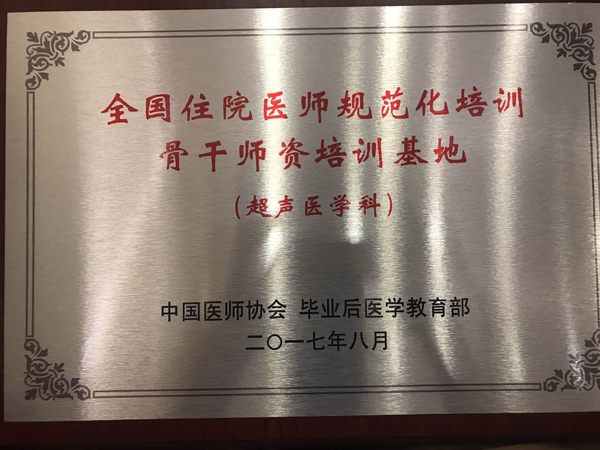 全国住院医师规范化培训
骨干师资培训基地
（超声医学科）
中国医师协会 毕业后医学教育部
二〇一七年八月